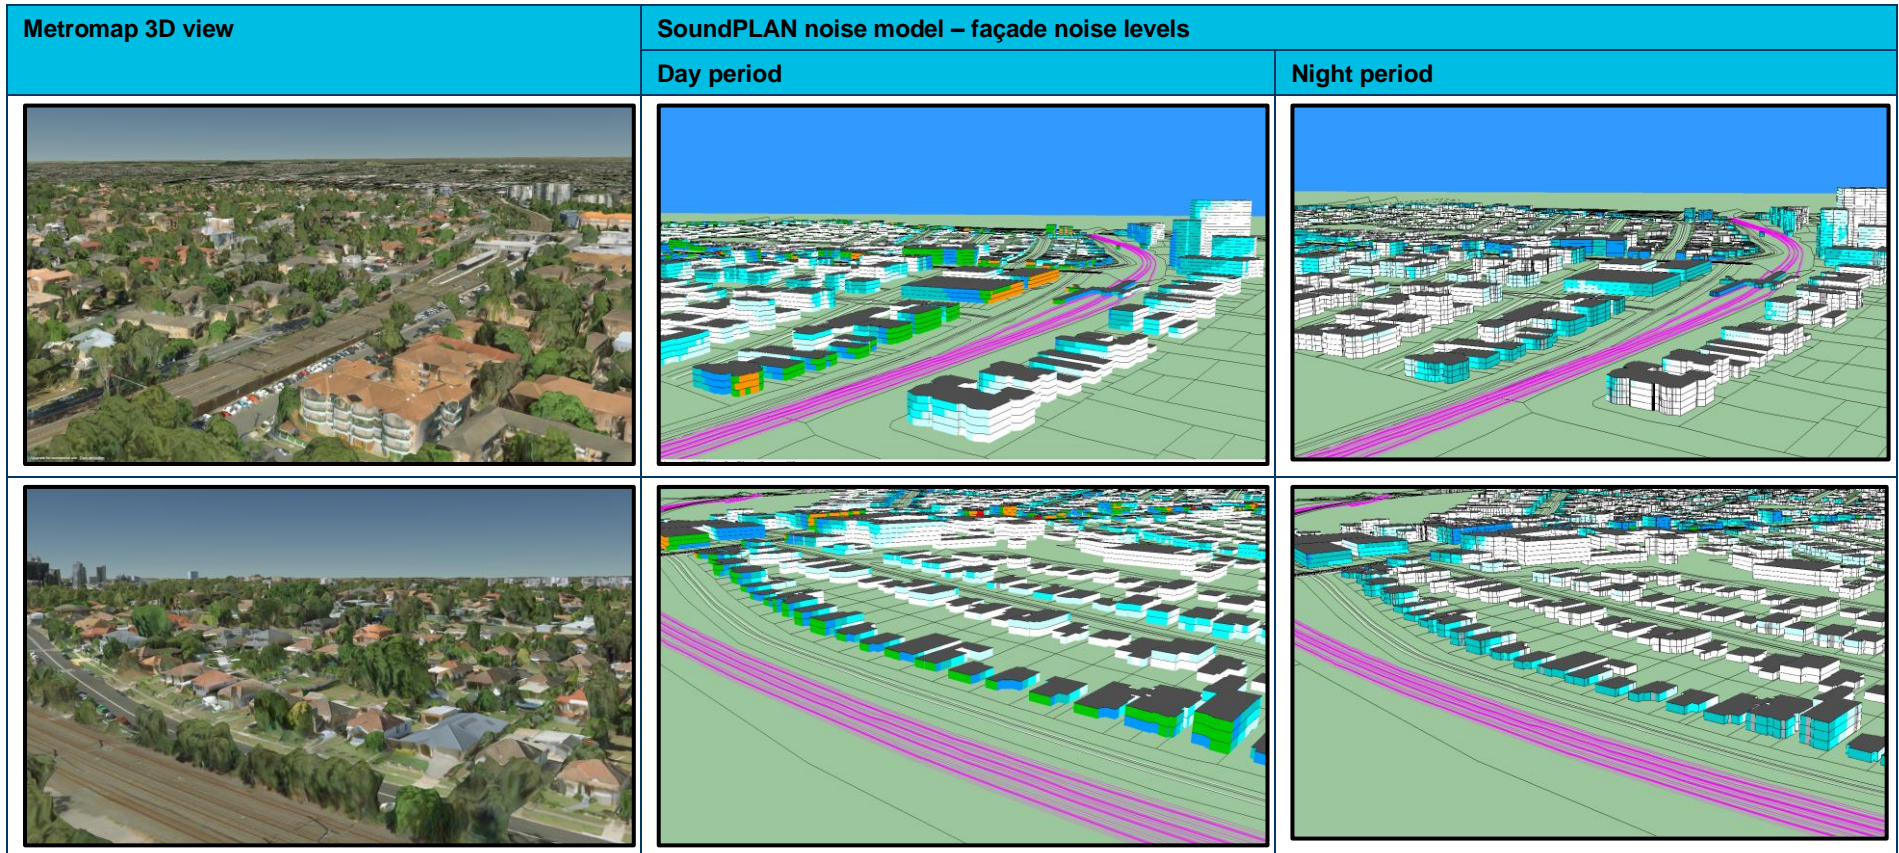 Metromap 3D view
SoundPLAN noise model – façade noise levels
Day period
Night period